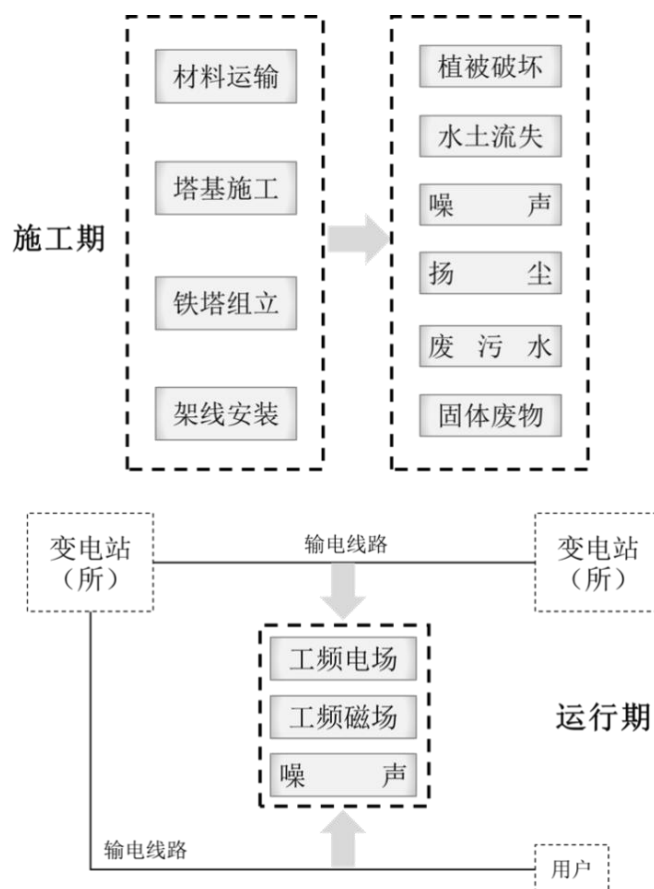 材料运输
塔基施工
施工期
铁塔组立
架线安装
植被破坏
水土流失
噪 声
扬 尘
废 污 水
固体废物
变电站
（所）
输电线路
变电站
（所）
工频电场
工频磁场
噪 声
运行期
输电线路
用户